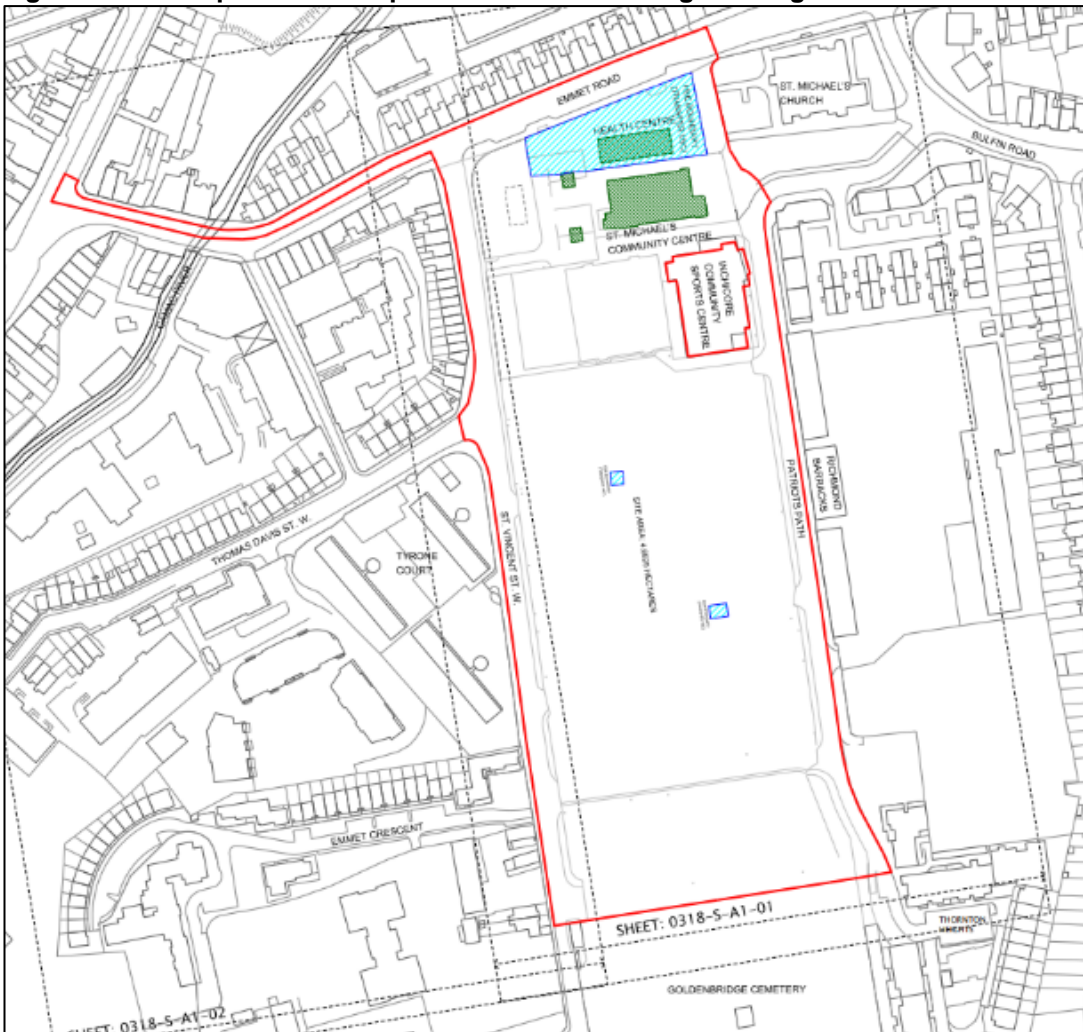 EMMET ROAD
ST. MICHAEL'S
CHURCH
HEALTH CENTRE
BULFIN ROAD
ST. MICHAEL'S
COMMUNITY CENTRE
INCHICORE
COMMUNITY
SPORTS CENTRE
RICHMOND
BARRACKS
PATRIOTS PATH
THOMAS DAVIS ST. W.
TYRONE
COURT
ST. VINCENT ST. W.
EMMET CRESCENT
SHEET: 0318-S-A1-01
THORNTON
HEIGHTS
GOLDENBRIDGE CEMETERY
SHEET: 0318-S-A1-02